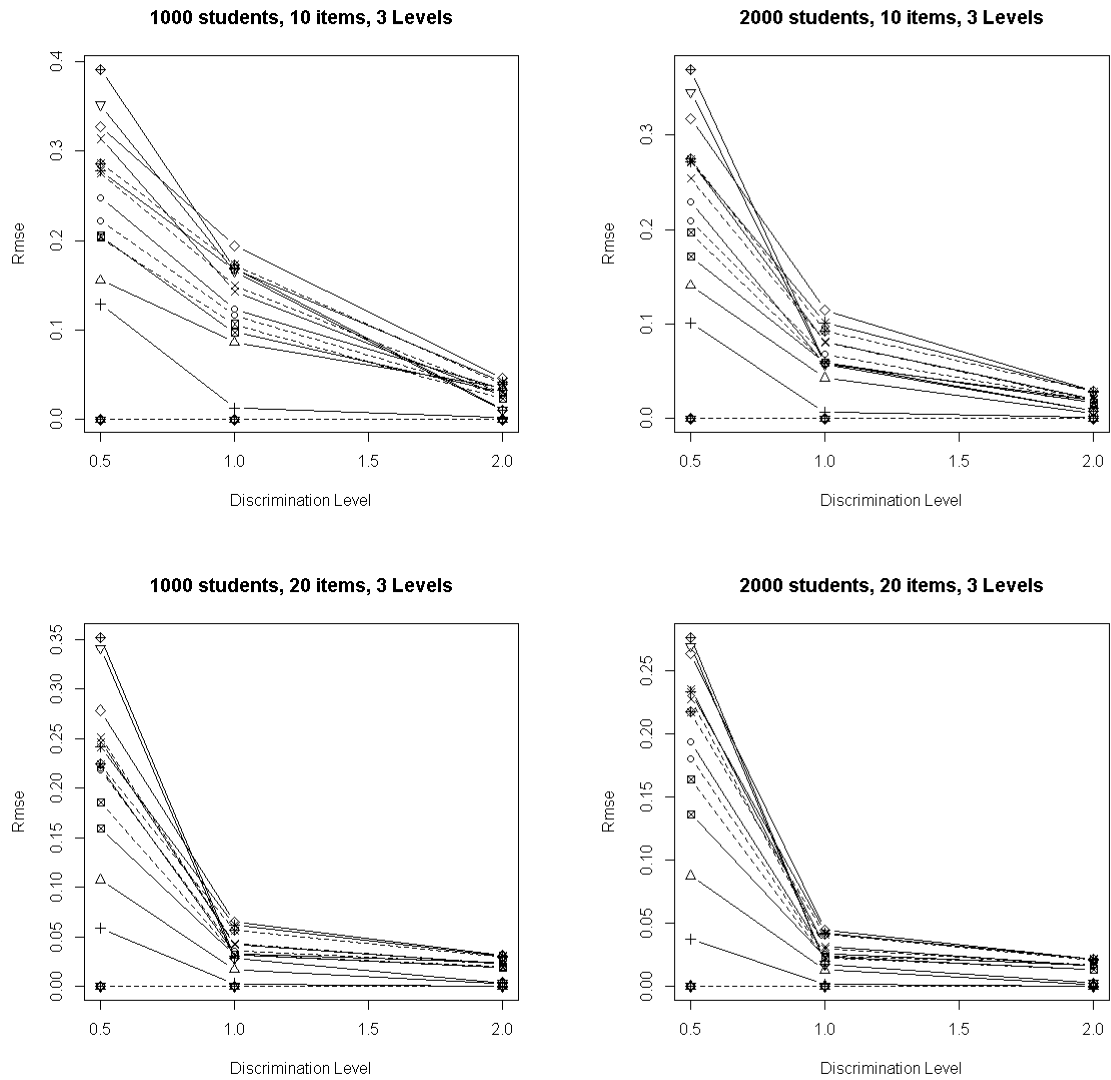 1000 students, 10 items, 3 Levels
Rmse
0.4
0.3
0.2
0.1
0.0
0.5 1.0 1.5 2.0
Discrimination Level
2000 students, 10 items, 3 Levels
Rmse
0.3
0.2
0.1
0.0
0.5 1.0 1.5 2.0
Discrimination Level
1000 students, 20 items, 3 Levels
Rmse
0.35
0.30
0.25
0.20
0.15
0.10
0.05
0.00
0.5 1.0 1.5 2.0
Discrimination Level
2000 students, 20 items, 3 Levels
Rmse
0.25
0.20
0.15
0.10
0.05
0.00
0.5 1.0 1.5 2.0
Discrimination Level